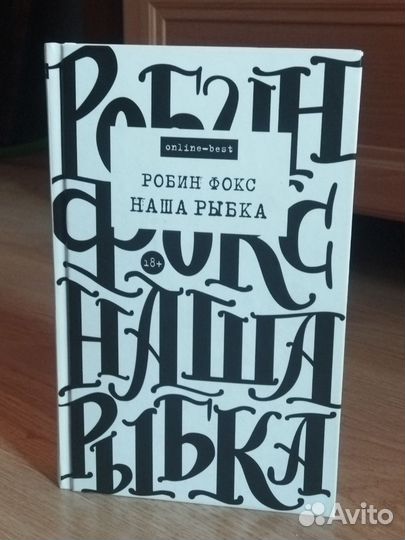 РОБИН
online-best
РОБИН ФОКС
НАША РЫБКА
ФОКС
18+
НАША
РЫБКА
Avito